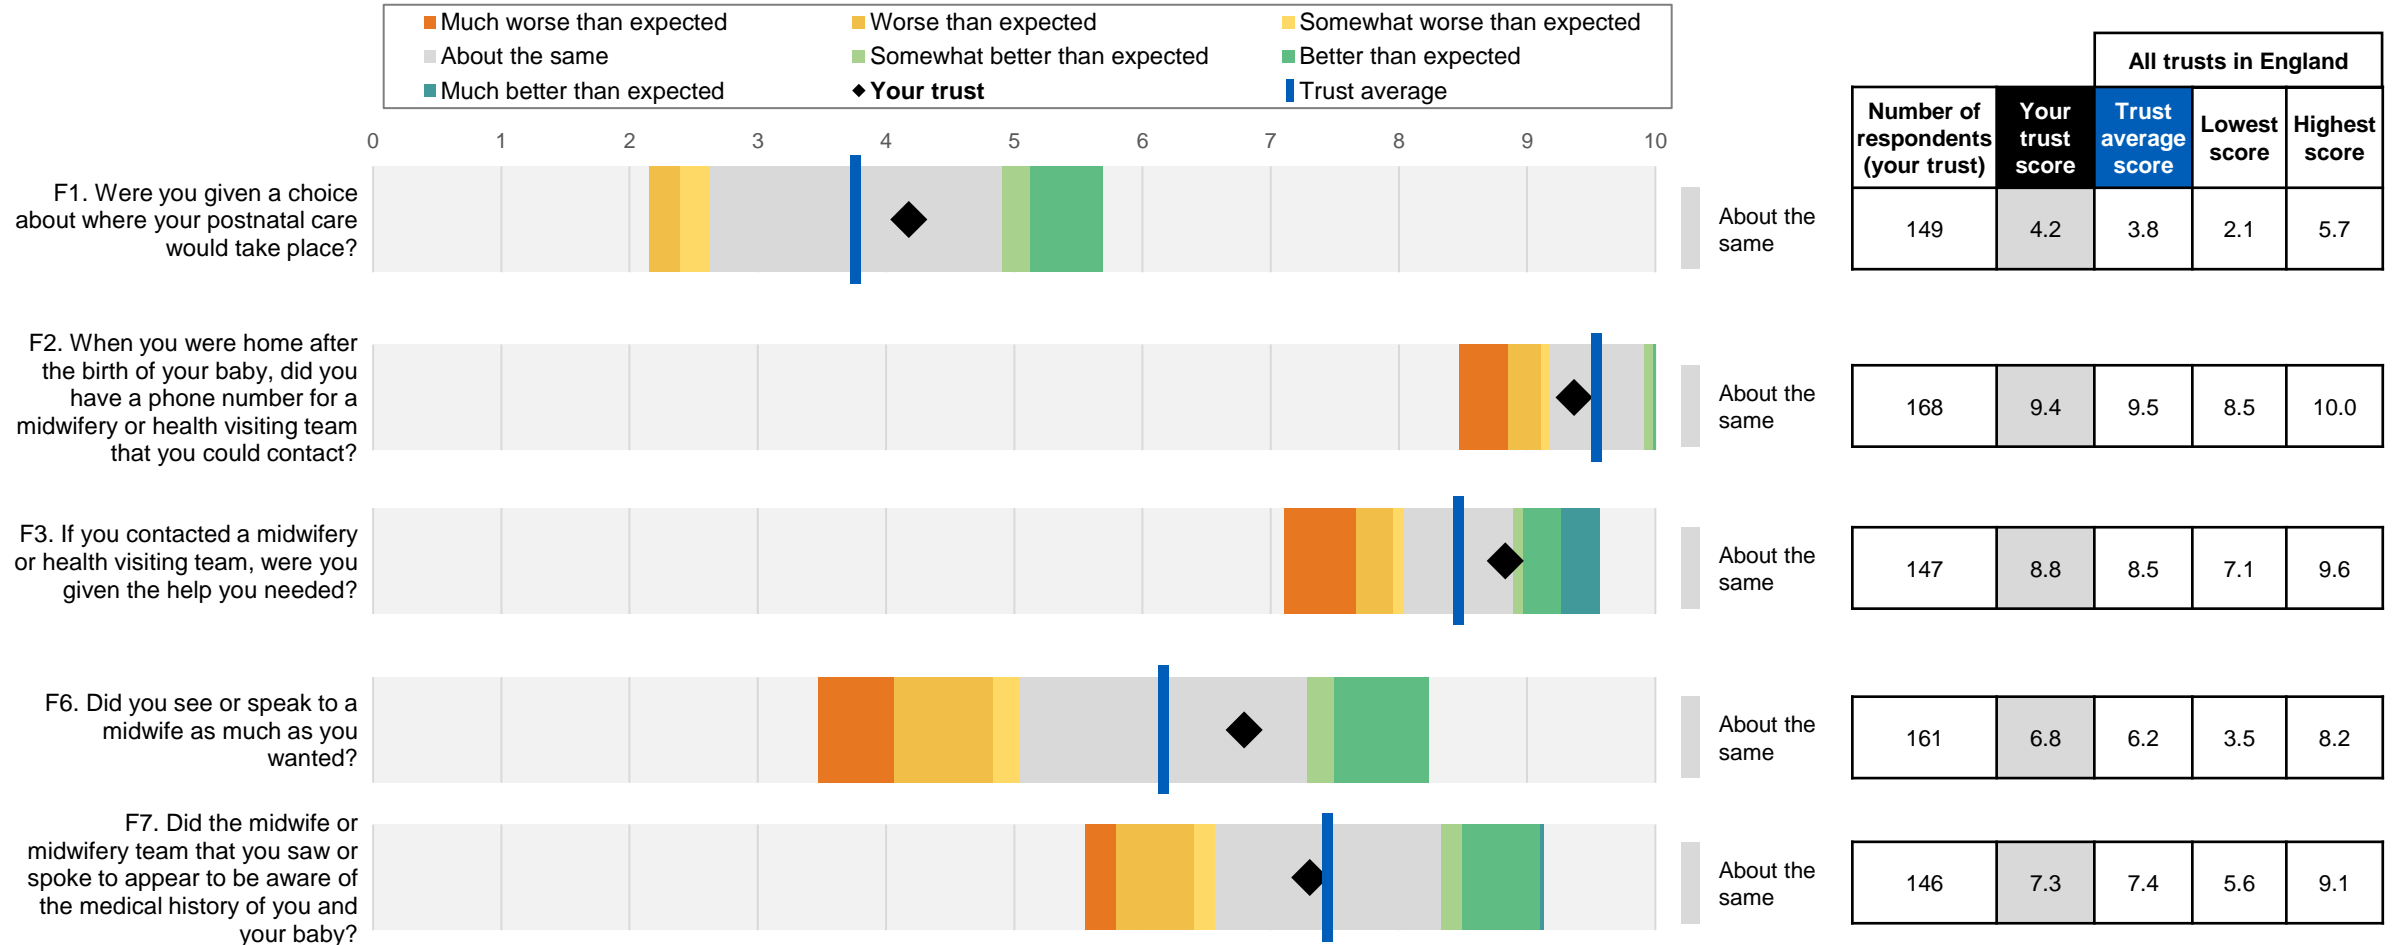 Much worse than expected
Worse than expected
Somewhat worse than expected
About the same
Somewhat better than expected
Better than expected
Much better than expected
Your trust
Trust average
0 1 2 3 4 5 6 7 8 9 10
All trusts in England
Number of
respondents
(your trust)
Your
trust
score
Trust
average
score
Lowest
score
Highest
score
F1. Were you given a choice
about where your postnatal care
would take place?
About the
same
149 4.2 3.8 2.1 5.7
F2. When you were home after
the birth of your baby, did you
have a phone number for a
midwifery or health visiting team
that you could contact?
About the
same
168 9.4 9.5 8.5 10.0
F3. If you contacted a midwifery
or health visiting team, were you
given the help you needed?
About the
same
147 8.8 8.5 7.1 9.6
F6. Did you see or speak to a
midwife as much as you
wanted?
About the
same
161 6.8 6.2 3.5 8.2
F7. Did the midwife or
midwifery team that you saw or
spoke to appear to be aware of
the medical history of you and
your baby?
About the
same
146 7.3 7.4 5.6 9.1